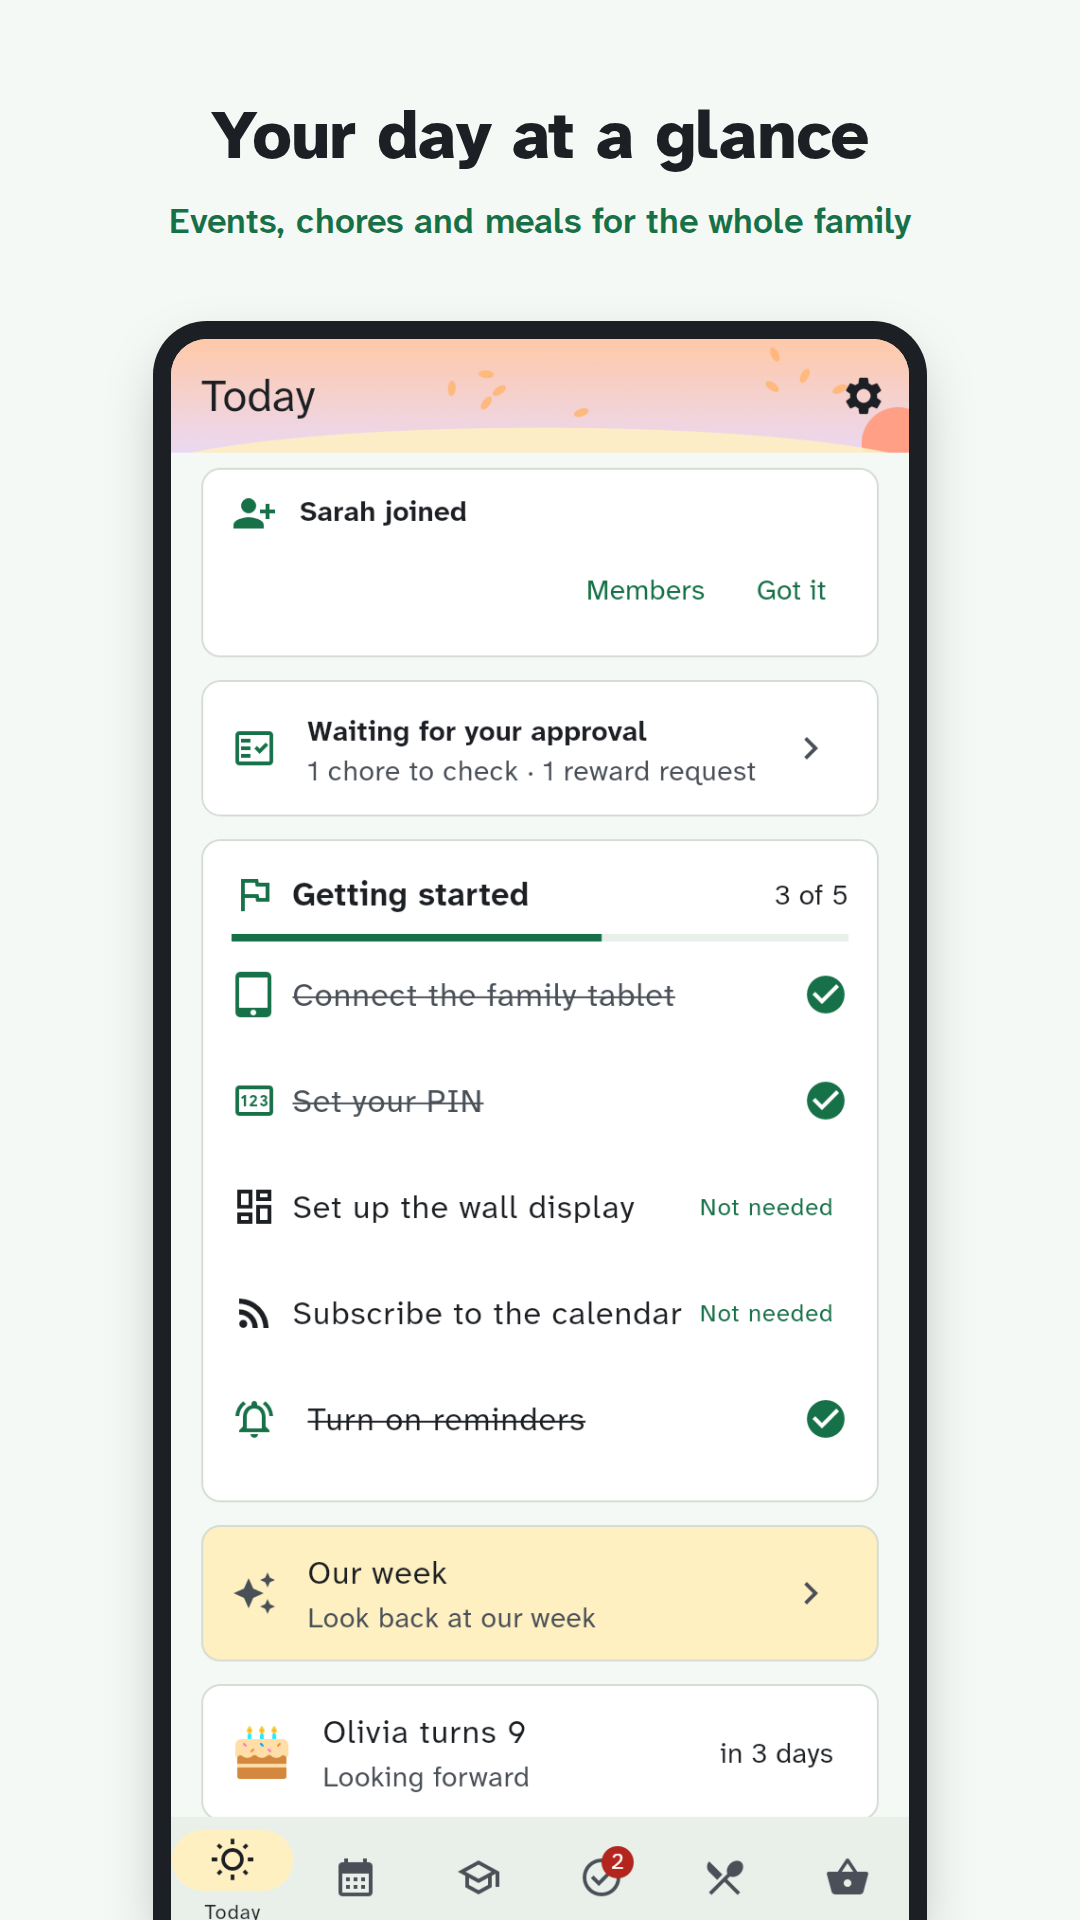 Your day at a glance
Events, chores and meals for the whole family
Today
Sarah joined
Members Got it
Waiting for your approval
1 chore to check · 1 reward request
Getting started 3 of 5
Connect the family tablet
123 Set your PIN
Set up the wall display Not needed
Subscribe to the calendar Not needed
Turn on reminders
Our week
Look back at our week
Olivia turns 9
in 3 days
Looking forward
2
Today